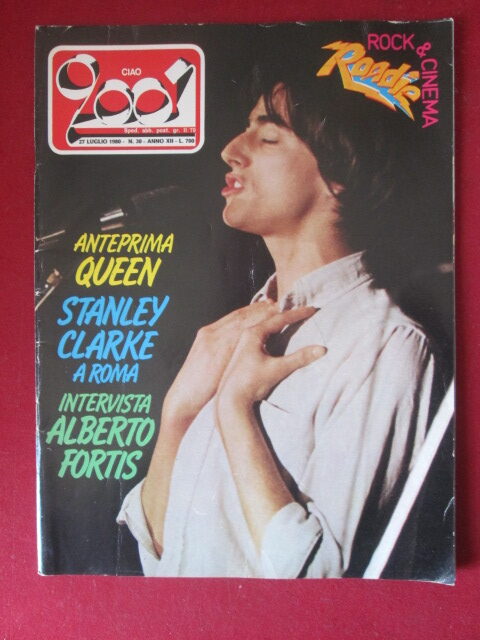 CIAO
2001
Sped. abb. post. gr. II.70
27 LUGLIO 1980 - N. 30 - ANNO XII - L. 700
ROCK & CINEMA
Roadie
ANTEPRIMA
QUEEN
STANLEY
CLARKE
A ROMA
INTERVISTA
ALBERTO
FORTIS